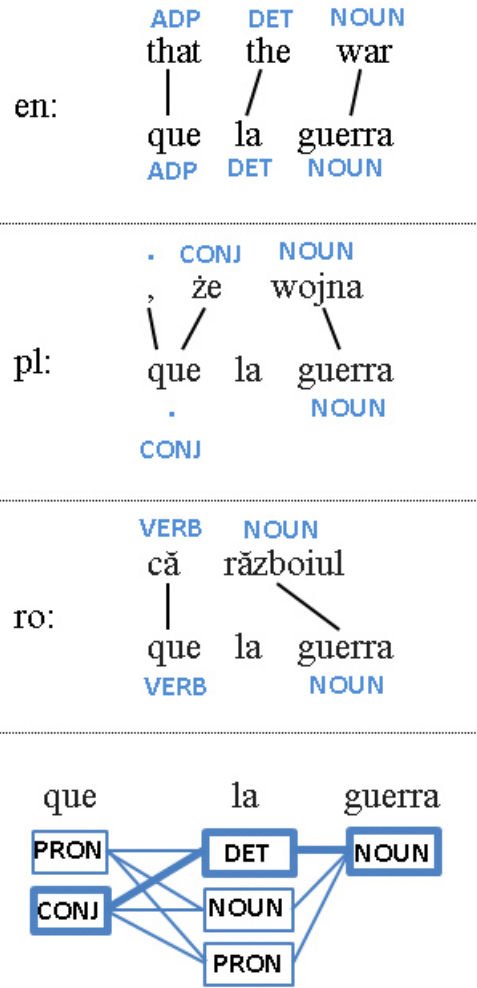 ADP DET NOUN
that the war
en:
que la guerra
ADP DET NOUN
. CONJ NOUN
, że wojna
pl:
que la guerra
. NOUN
CONJ
VERB NOUN
că războiul
ro:
que la guerra
VERB NOUN
que la guerra
PRON DET NOUN
CONJ NOUN
PRON